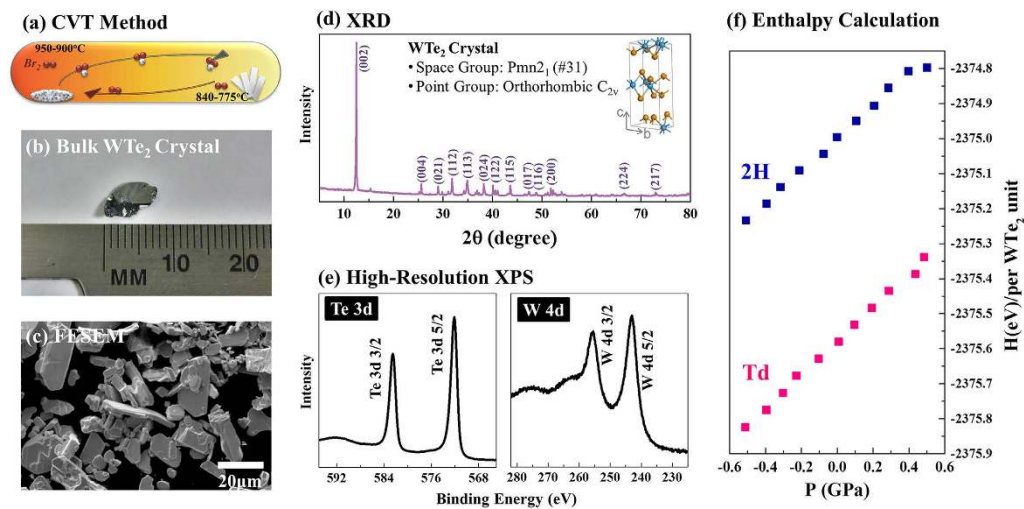 (a) CVT Method
950-900°C
Br₂
840-775°C
(b) Bulk WTe₂ Crystal
MM 10 20
(c) FESEM
20μm
(d) XRD
Intensity
(002)
(004)
(021)
(112)
(113)
(024)
(122)
(115)
(017)
(116)
(200)
(224)
(217)
WTe₂ Crystal
• Space Group: Pmn2₁ (#31)
• Point Group: Orthorhombic C₂ᵥ
c
b
10 20 30 40 50 60 70 80
2θ (degree)
(e) High-Resolution XPS
Intensity
Te 3d
Te 3d 3/2
Te 3d 5/2
592 584 576 568
W 4d
W 4d 3/2
W 4d 5/2
280 270 260 250 240 230
Binding Energy (eV)
(f) Enthalpy Calculation
2H
Td
-2374.8
-2374.9
-2375.0
-2375.1
-2375.2
-2375.3
-2375.4
-2375.5
-2375.6
-2375.7
-2375.8
-2375.9
H(eV)/per WTe₂ unit
-0.6 -0.4 -0.2 0.0 0.2 0.4 0.6
P (GPa)